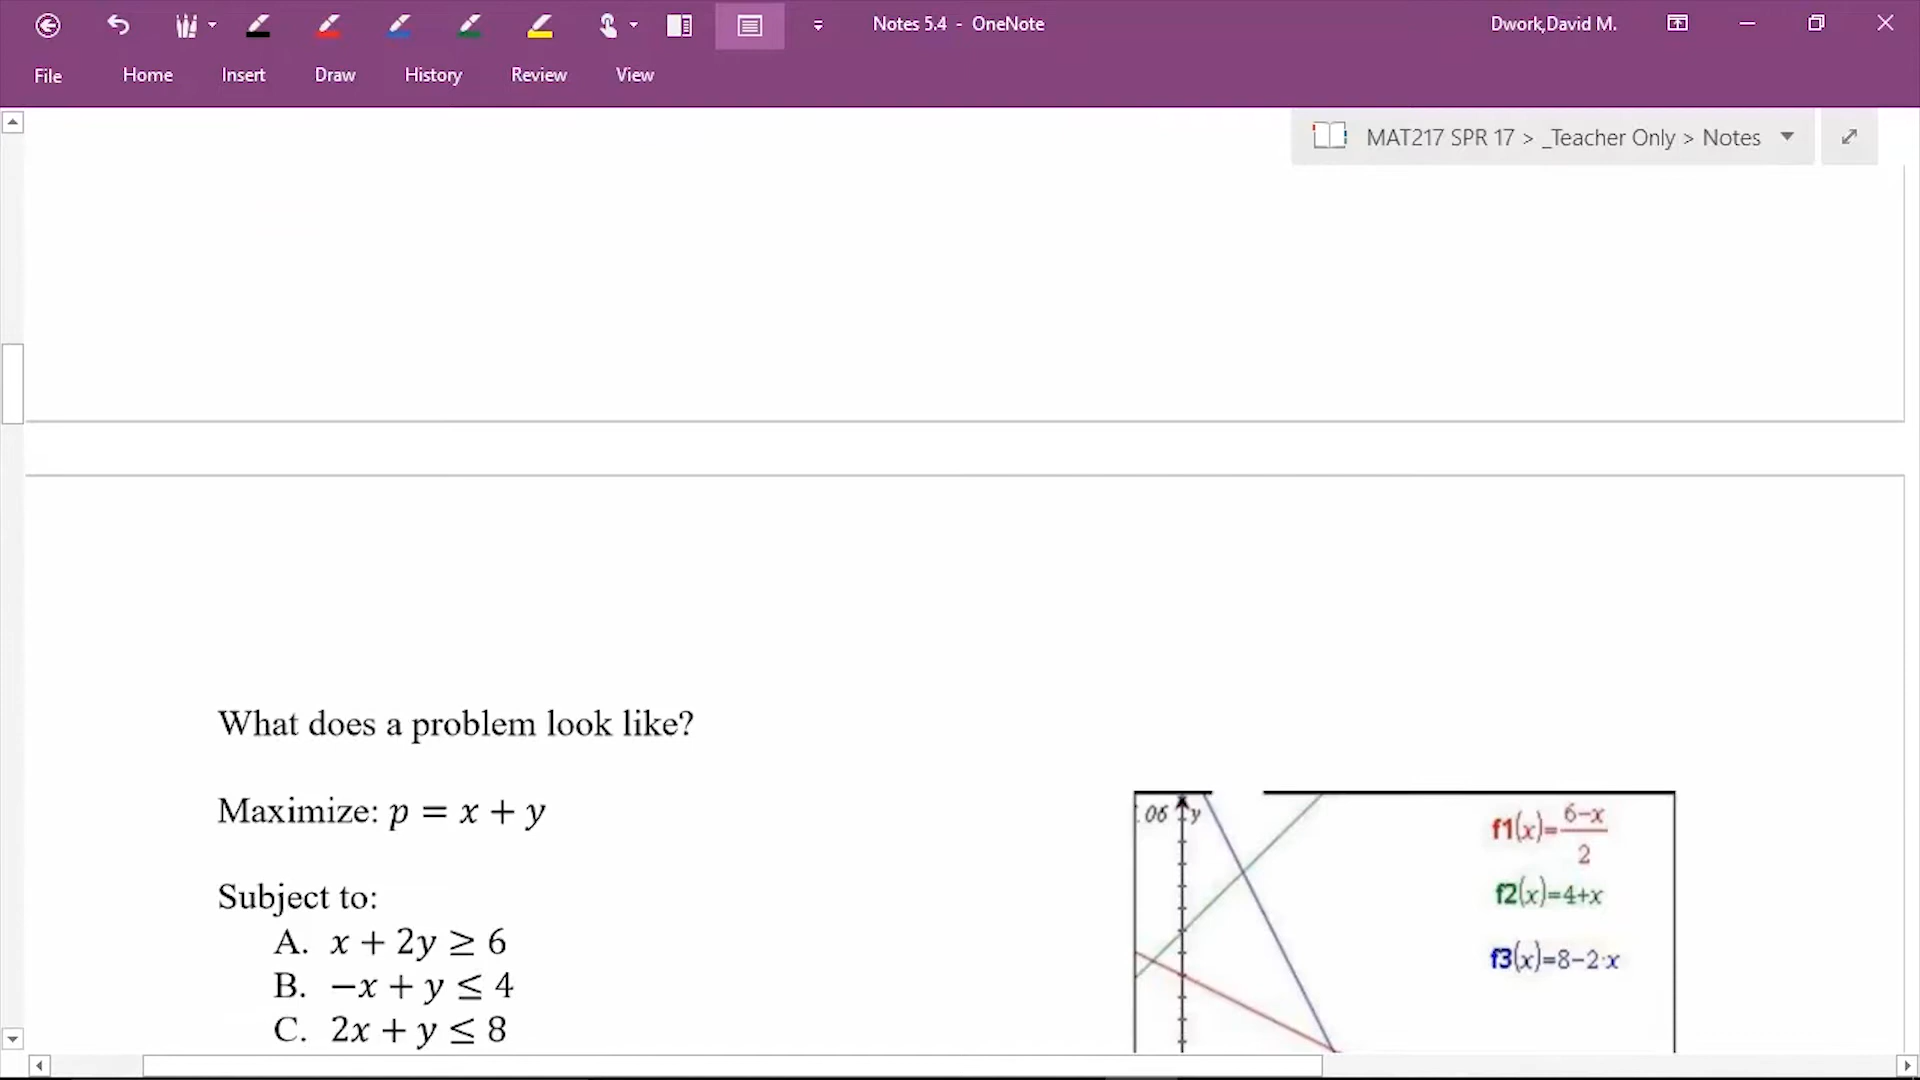 Notes 5.4 - OneNote
Dwork,David M.
File Home Insert Draw History Review View
MAT217 SPR 17 > _Teacher Only > Notes
What does a problem look like?
Maximize: p = x + y
Subject to:
A. x + 2y ≥ 6
B. −x + y ≤ 4
C. 2x + y ≤ 8
06 y
f1(x)=6−x/2
f2(x)=4+x
f3(x)=8−2·x